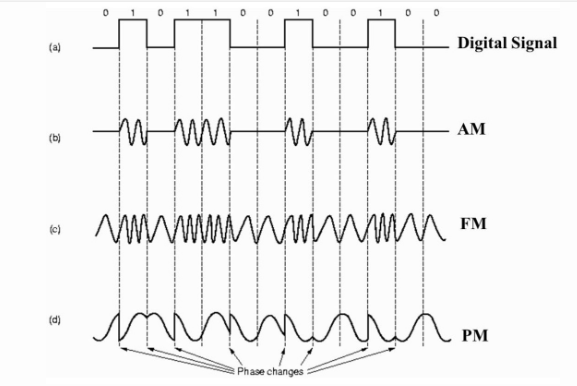 0 1 0 1 1 0 0 1 0 0 1 0 0
(a) Digital Signal
(b) AM
(c) FM
(d) PM
Phase changes